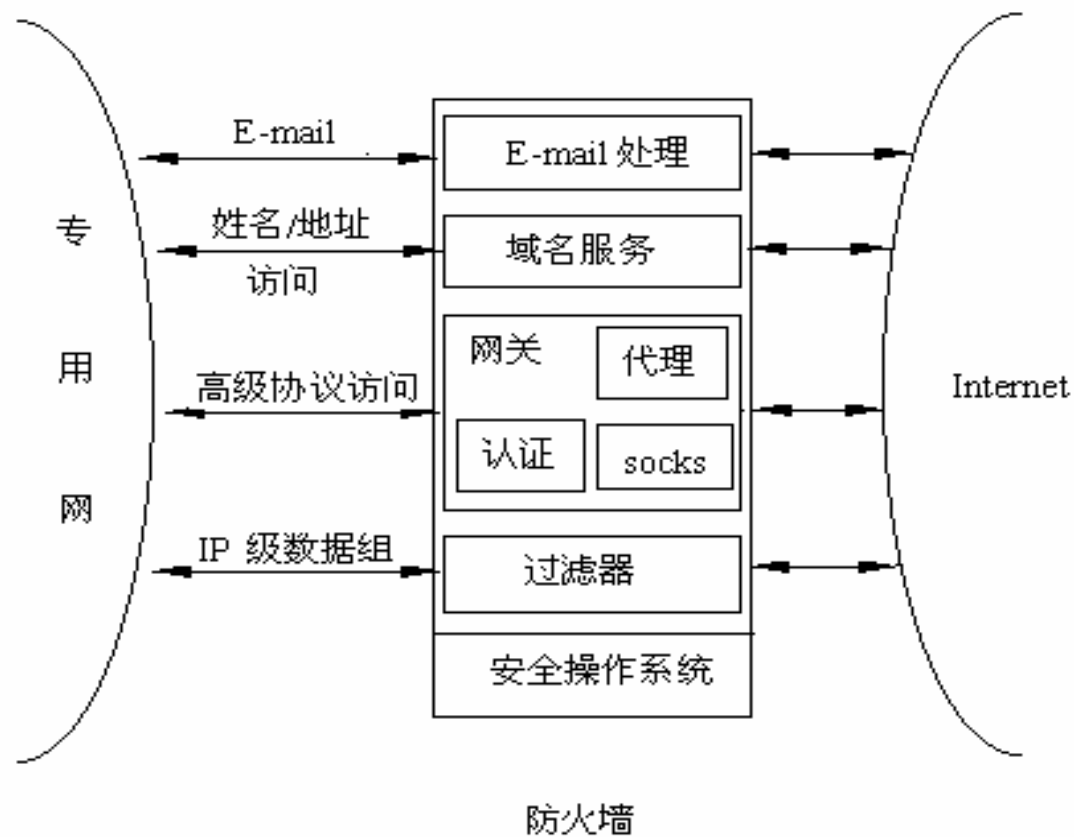 E-mail
E-mail 处理
姓名/地址
访问
域名服务
网关
代理
高级协议访问
认证
socks
IP 级数据组
过滤器
安全操作系统
专
用
网
Internet
防火墙